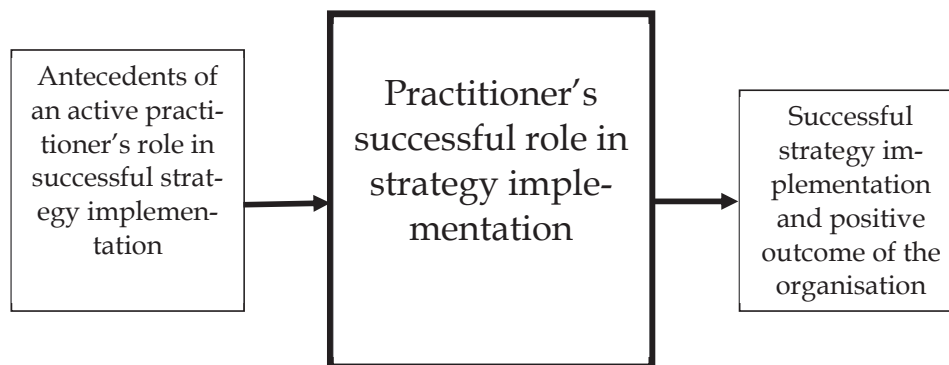 Antecedents of
an active practi-
tioner’s role in
successful strat-
egy implemen-
tation
Practitioner’s
successful role in
strategy imple-
mentation
Successful
strategy im-
plementation
and positive
outcome of the
organisation